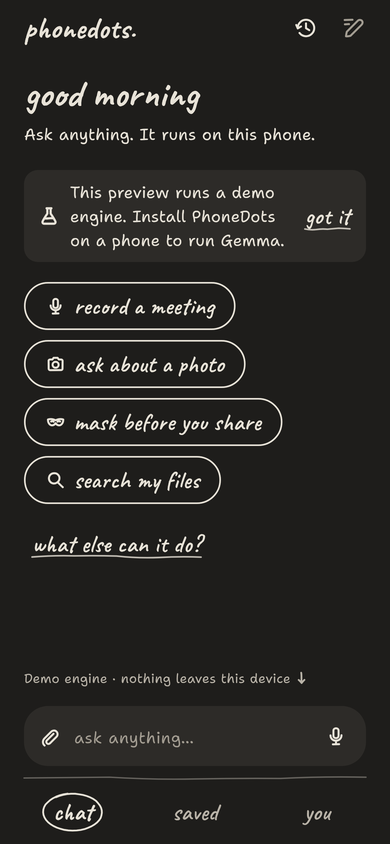 phonedots.
good morning
Ask anything. It runs on this phone.
This preview runs a demo
engine. Install PhoneDots
on a phone to run Gemma.
got it
record a meeting
ask about a photo
mask before you share
search my files
what else can it do?
Demo engine · nothing leaves this device ↓
ask anything...
chat
saved
you